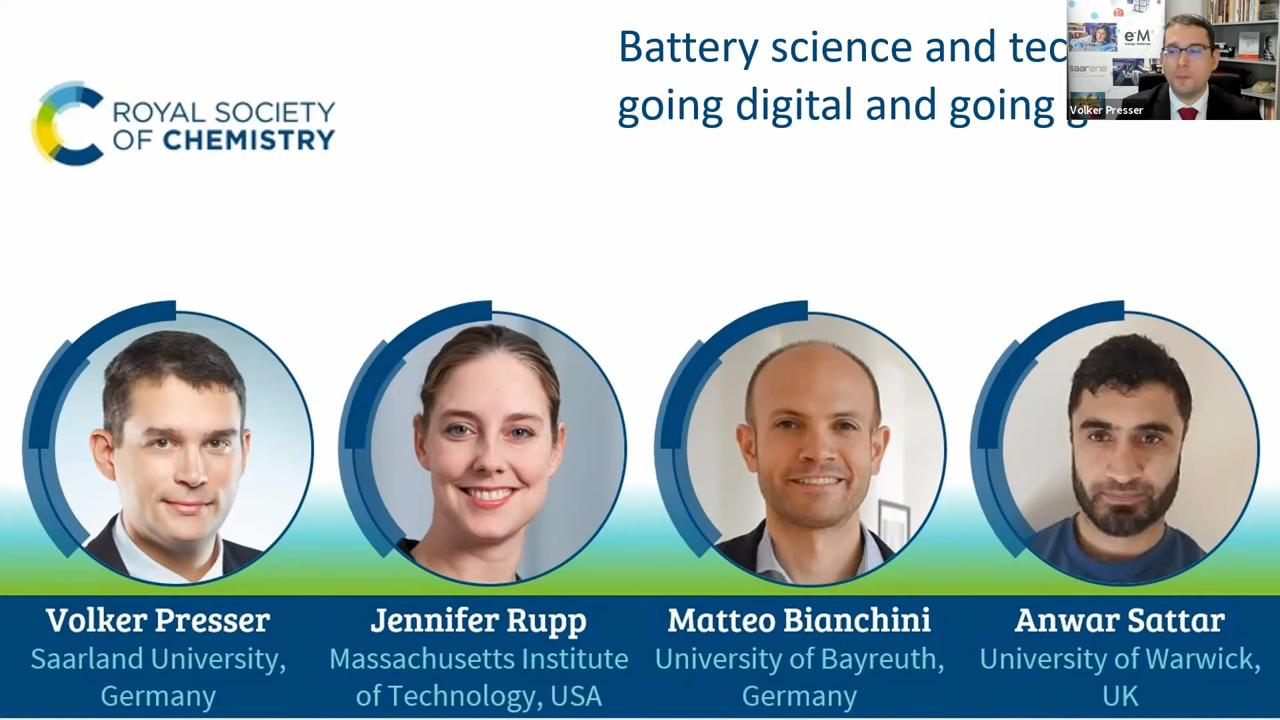 Battery science and tec
going digital and going g
ROYAL SOCIETY
OF CHEMISTRY
e-M+
saarene
Volker Presser
Volker Presser
Saarland University,
Germany
Jennifer Rupp
Massachusetts Institute
of Technology, USA
Matteo Bianchini
University of Bayreuth,
Germany
Anwar Sattar
University of Warwick,
UK